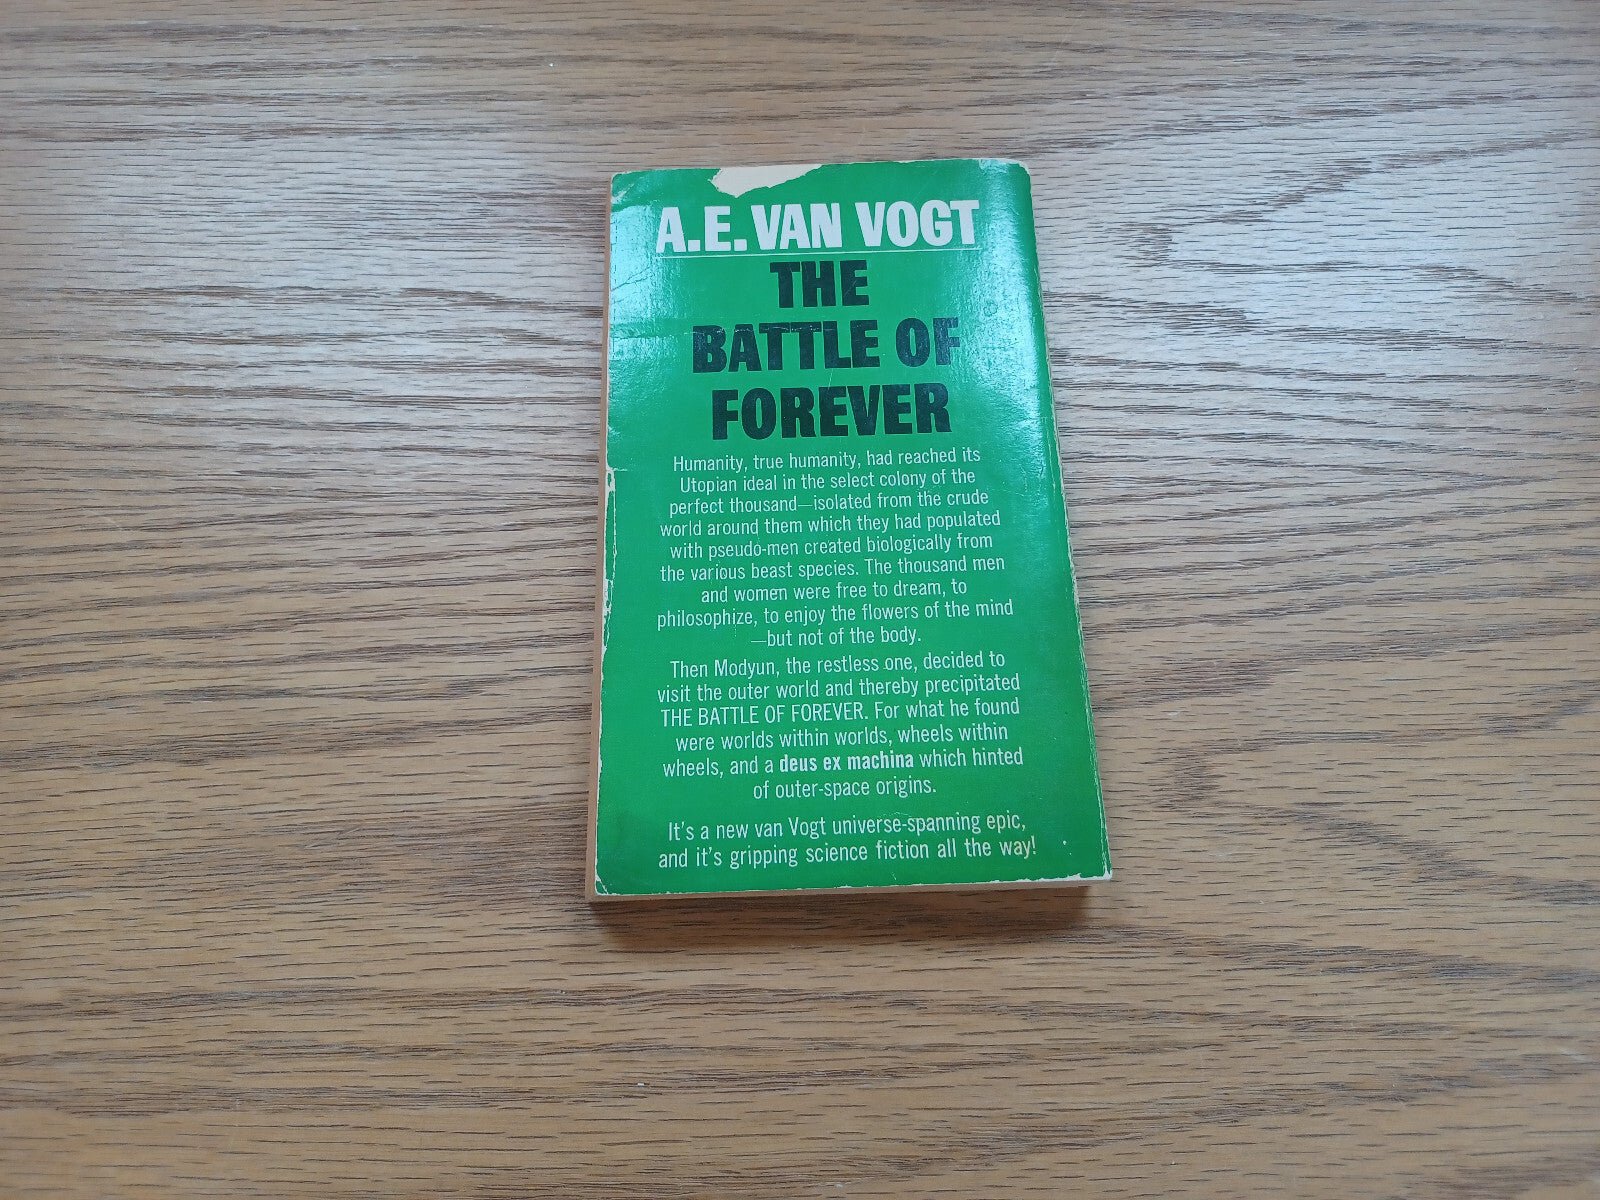 A.E. VAN VOGT
THE
BATTLE OF
FOREVER
Humanity, true humanity, had reached its
Utopian ideal in the select colony of the
perfect thousand—isolated from the crude
world around them which they had populated
with pseudo-men created biologically from
the various beast species. The thousand men
and women were free to dream, to
philosophize, to enjoy the flowers of the mind
—but not of the body.
Then Modyun, the restless one, decided to
visit the outer world and thereby precipitated
THE BATTLE OF FOREVER. For what he found
were worlds within worlds, wheels within
wheels, and a deus ex machina which hinted
of outer-space origins.
It's a new van Vogt universe-spanning epic,
and it's gripping science fiction all the way!